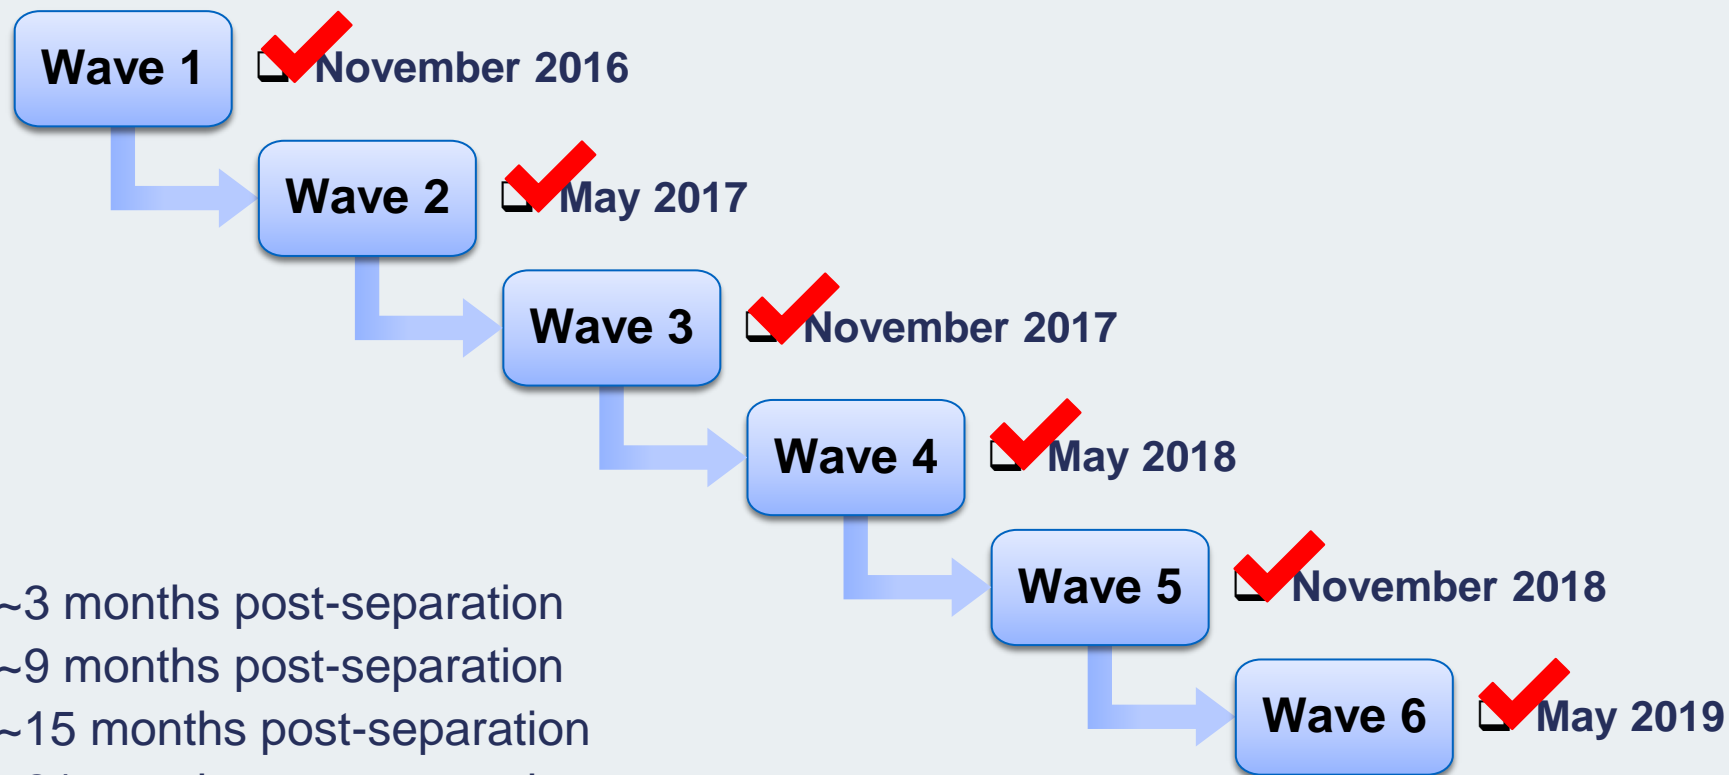 Wave 1
November 2016
Wave 2
May 2017
Wave 3
November 2017
Wave 4
May 2018
Wave 5
November 2018
Wave 6
May 2019
~3 months post-separation
~9 months post-separation
~15 months post-separation